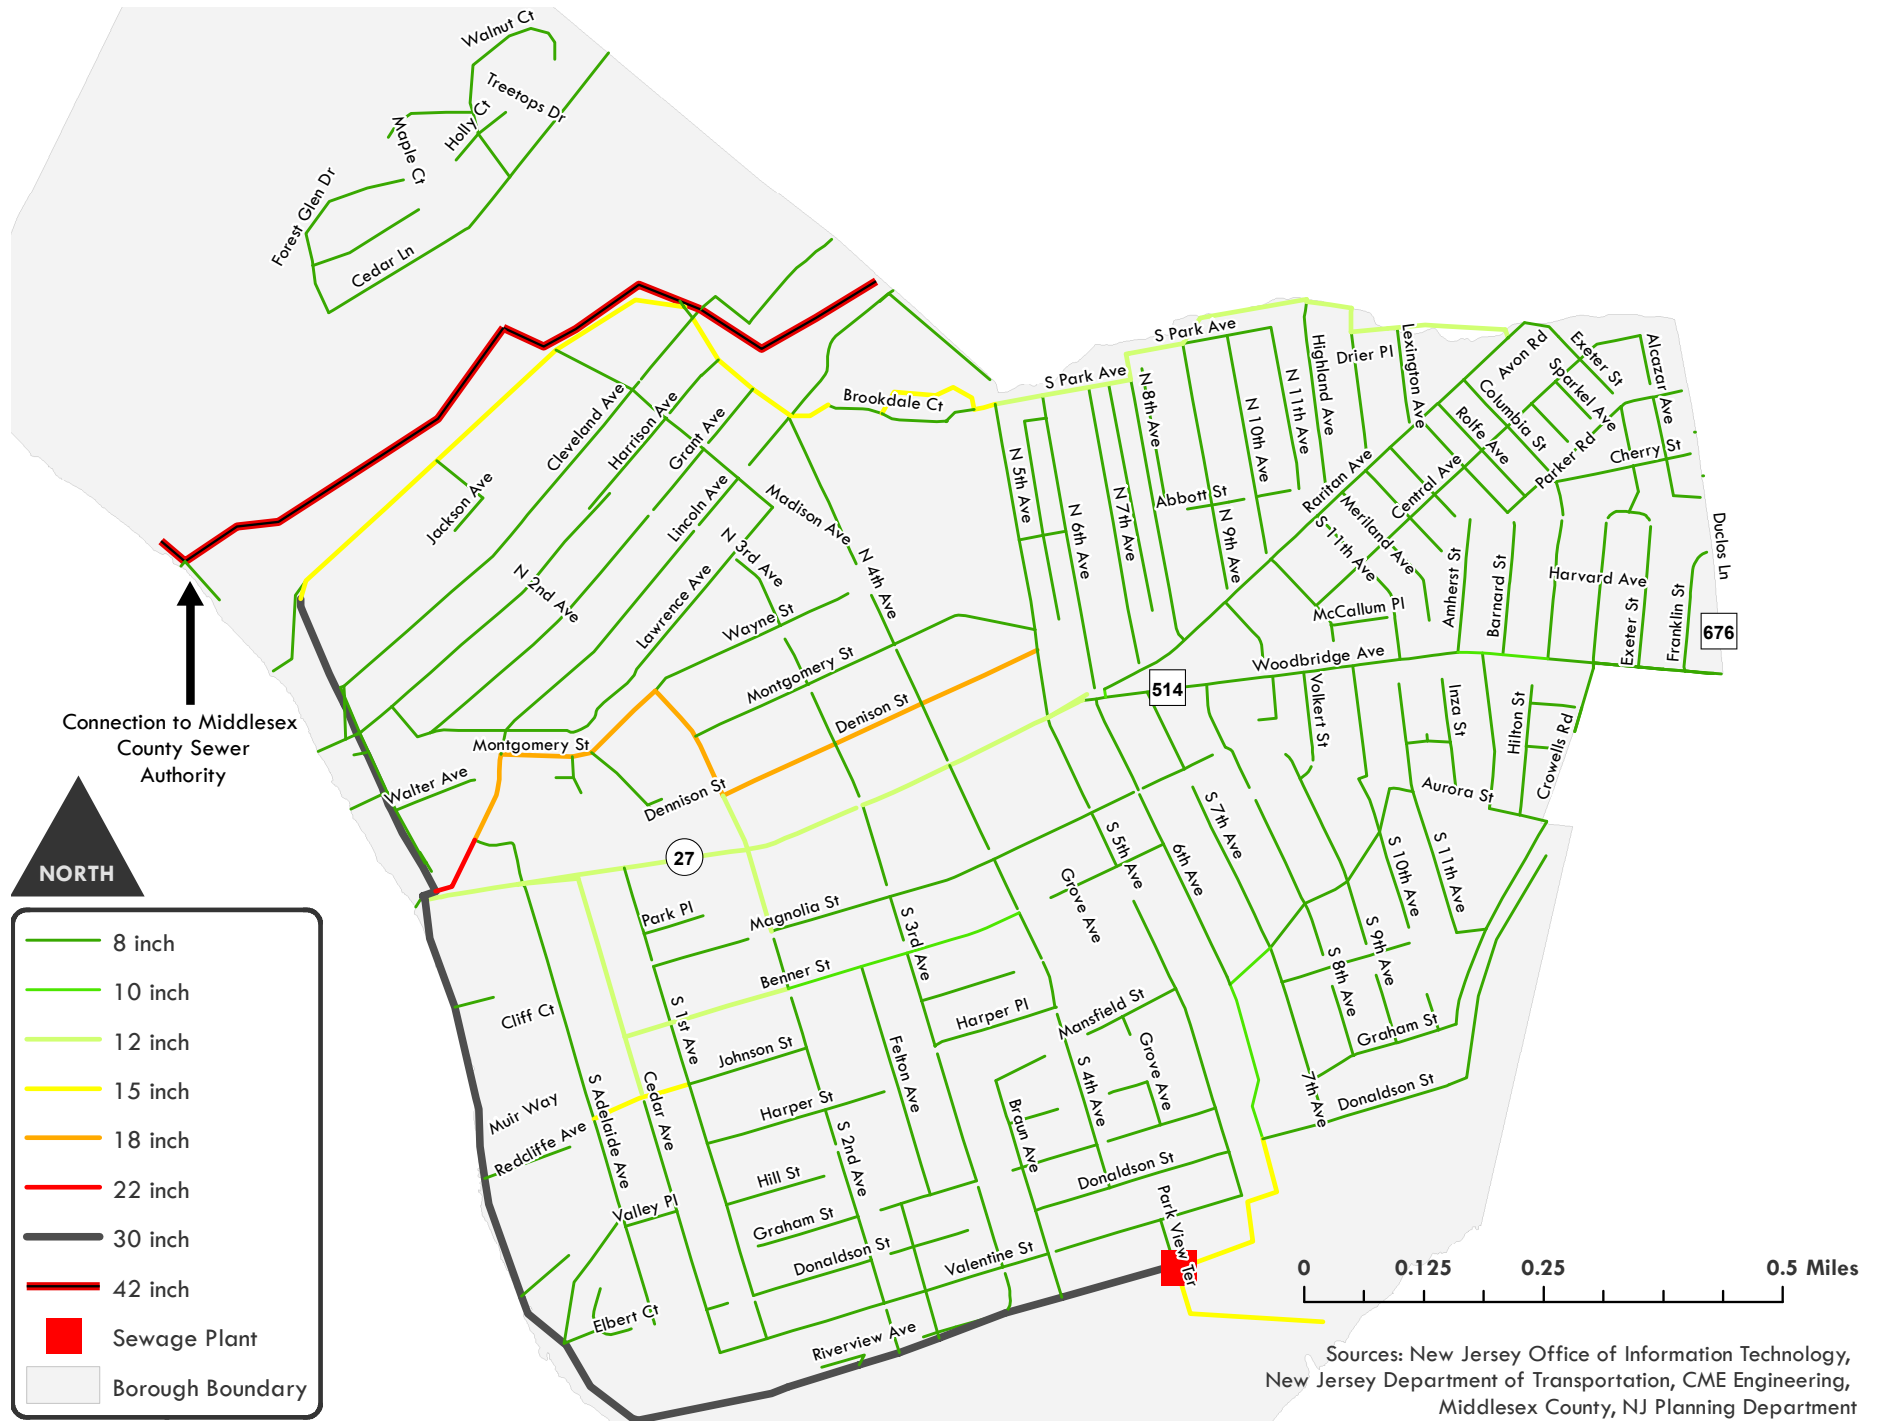 Walnut Ct
Treetops Dr
Holly Ct
Maple Ct
Forest Glen Dr
Cedar Ln
Brookdale Ct
S Park Ave
S Park Ave
N 8th Ave
N 10th Ave
N 11th Ave
Highland Ave
Drier Pl
Lexington Ave
Avon Rd
Exeter St
Sparkel Ave
Alcazar Ave
Columbia St
Rolfe Ave
Parker Rd
Cherry St
Cleveland Ave
Harrison Ave
Grant Ave
Jackson Ave
Lincoln Ave
Madison Ave
N 2nd Ave
N 3rd Ave
N 4th Ave
Lawrence Ave
Wayne St
N 5th Ave
N 6th Ave
N 7th Ave
Abbott St
N 9th Ave
Raritan Ave
Central Ave
Meriland Ave
S 11th Ave
McCallum Pl
Amherst St
Barnard St
Harvard Ave
Exeter St
Franklin St
Duclos Ln
676
Woodbridge Ave
514
Montgomery St
Denison St
Montgomery St
Dennison St
Walter Ave
Connection to Middlesex
County Sewer
Authority
Volkert St
Inza St
Hilton St
Crowells Rd
Aurora St
27
S 5th Ave
6th Ave
S 7th Ave
S 10th Ave
S 11th Ave
Grove Ave
S 9th Ave
S 8th Ave
Park Pl
Magnolia St
S 3rd Ave
Benner St
Cliff Ct
S 1st Ave
Harper Pl
Mansfield St
Graham St
Johnson St
Felton Ave
S 4th Ave
Grove Ave
7th Ave
Donaldson St
Muir Way
Redcliffe Ave
S Adelaide Ave
Cedar Ave
Harper St
Braun Ave
S 2nd Ave
Hill St
Donaldson St
Valley Pl
Graham St
Park View Ter
Donaldson St
Valentine St
Elbert Ct
Riverview Ave
NORTH
8 inch
10 inch
12 inch
15 inch
18 inch
22 inch
30 inch
42 inch
Sewage Plant
Borough Boundary
0 0.125 0.25 0.5 Miles
Sources: New Jersey Office of Information Technology,
New Jersey Department of Transportation, CME Engineering,
Middlesex County, NJ Planning Department